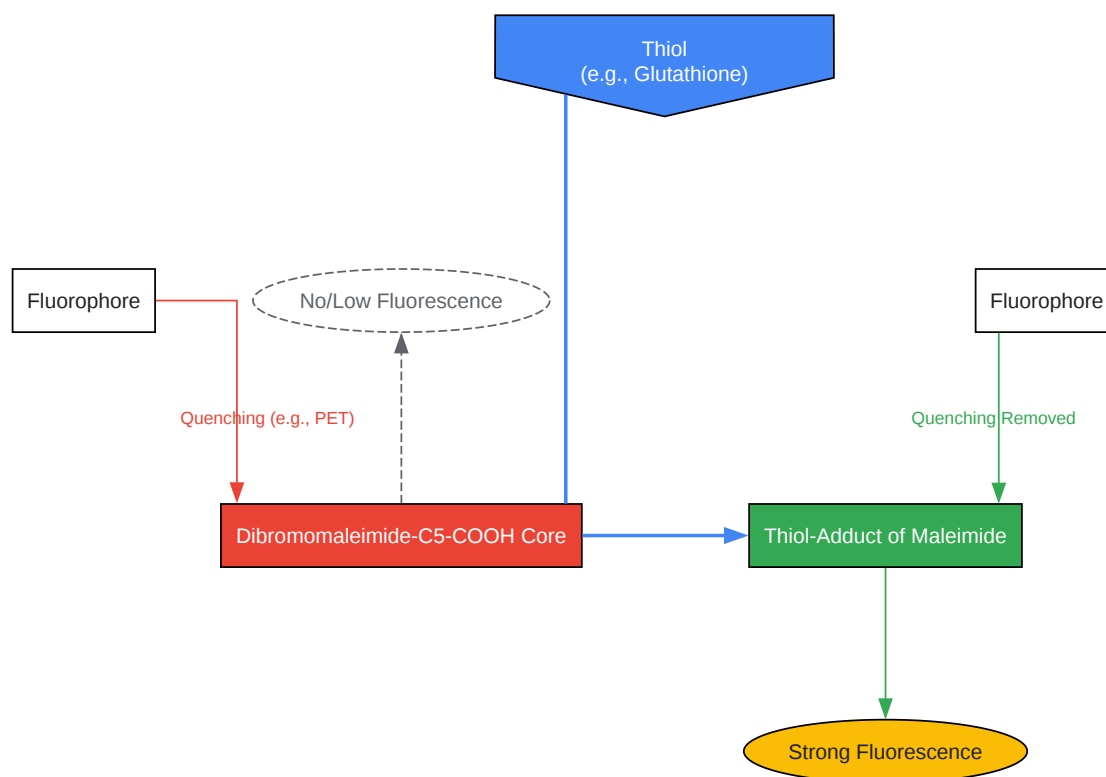 Thiol
(e.g., Glutathione)
Fluorophore
No/Low Fluorescence
Fluorophore
Quenching (e.g., PET)
Quenching Removed
Dibromomaleimide-C5-COOH Core
Thiol-Adduct of Maleimide
Strong Fluorescence